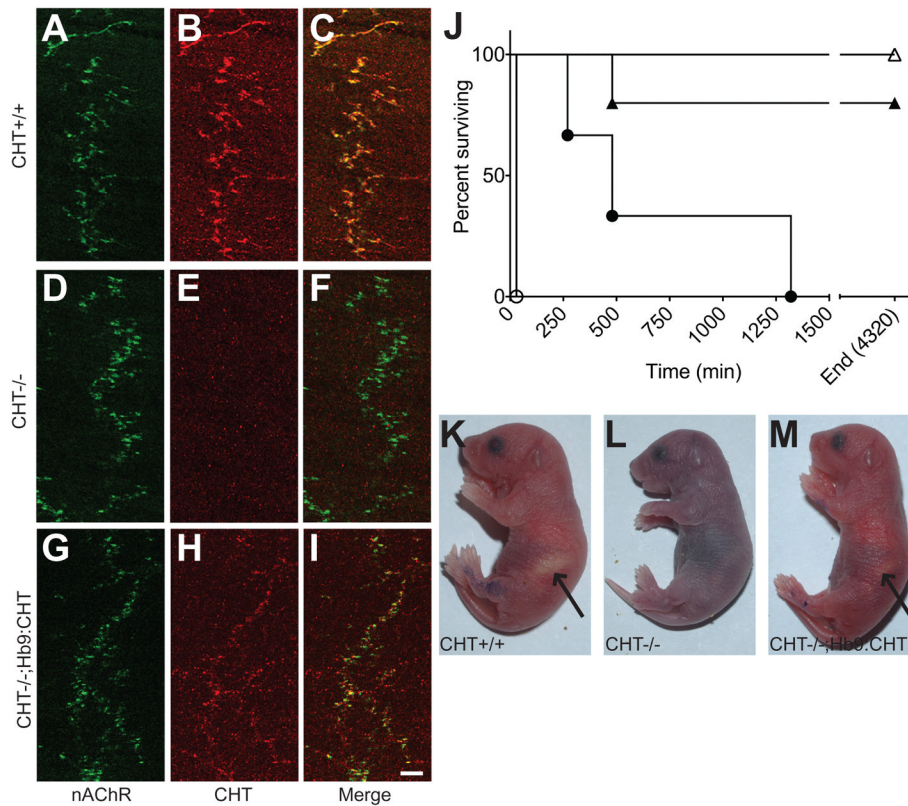 A
B
C
CHT+/+
D
E
F
CHT-/-
G
H
I
CHT-/-;Hb9:CHT
nAChR
CHT
Merge
J
Percent surviving
100
50
0
0
250
500
750
1000
1250
1500
End (4320)
Time (min)
K
CHT+/+
L
CHT-/-
M
CHT-/-;Hb9:CHT